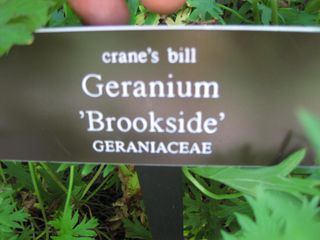 crane's bill
Geranium
'Brookside'
GERANIACEAE